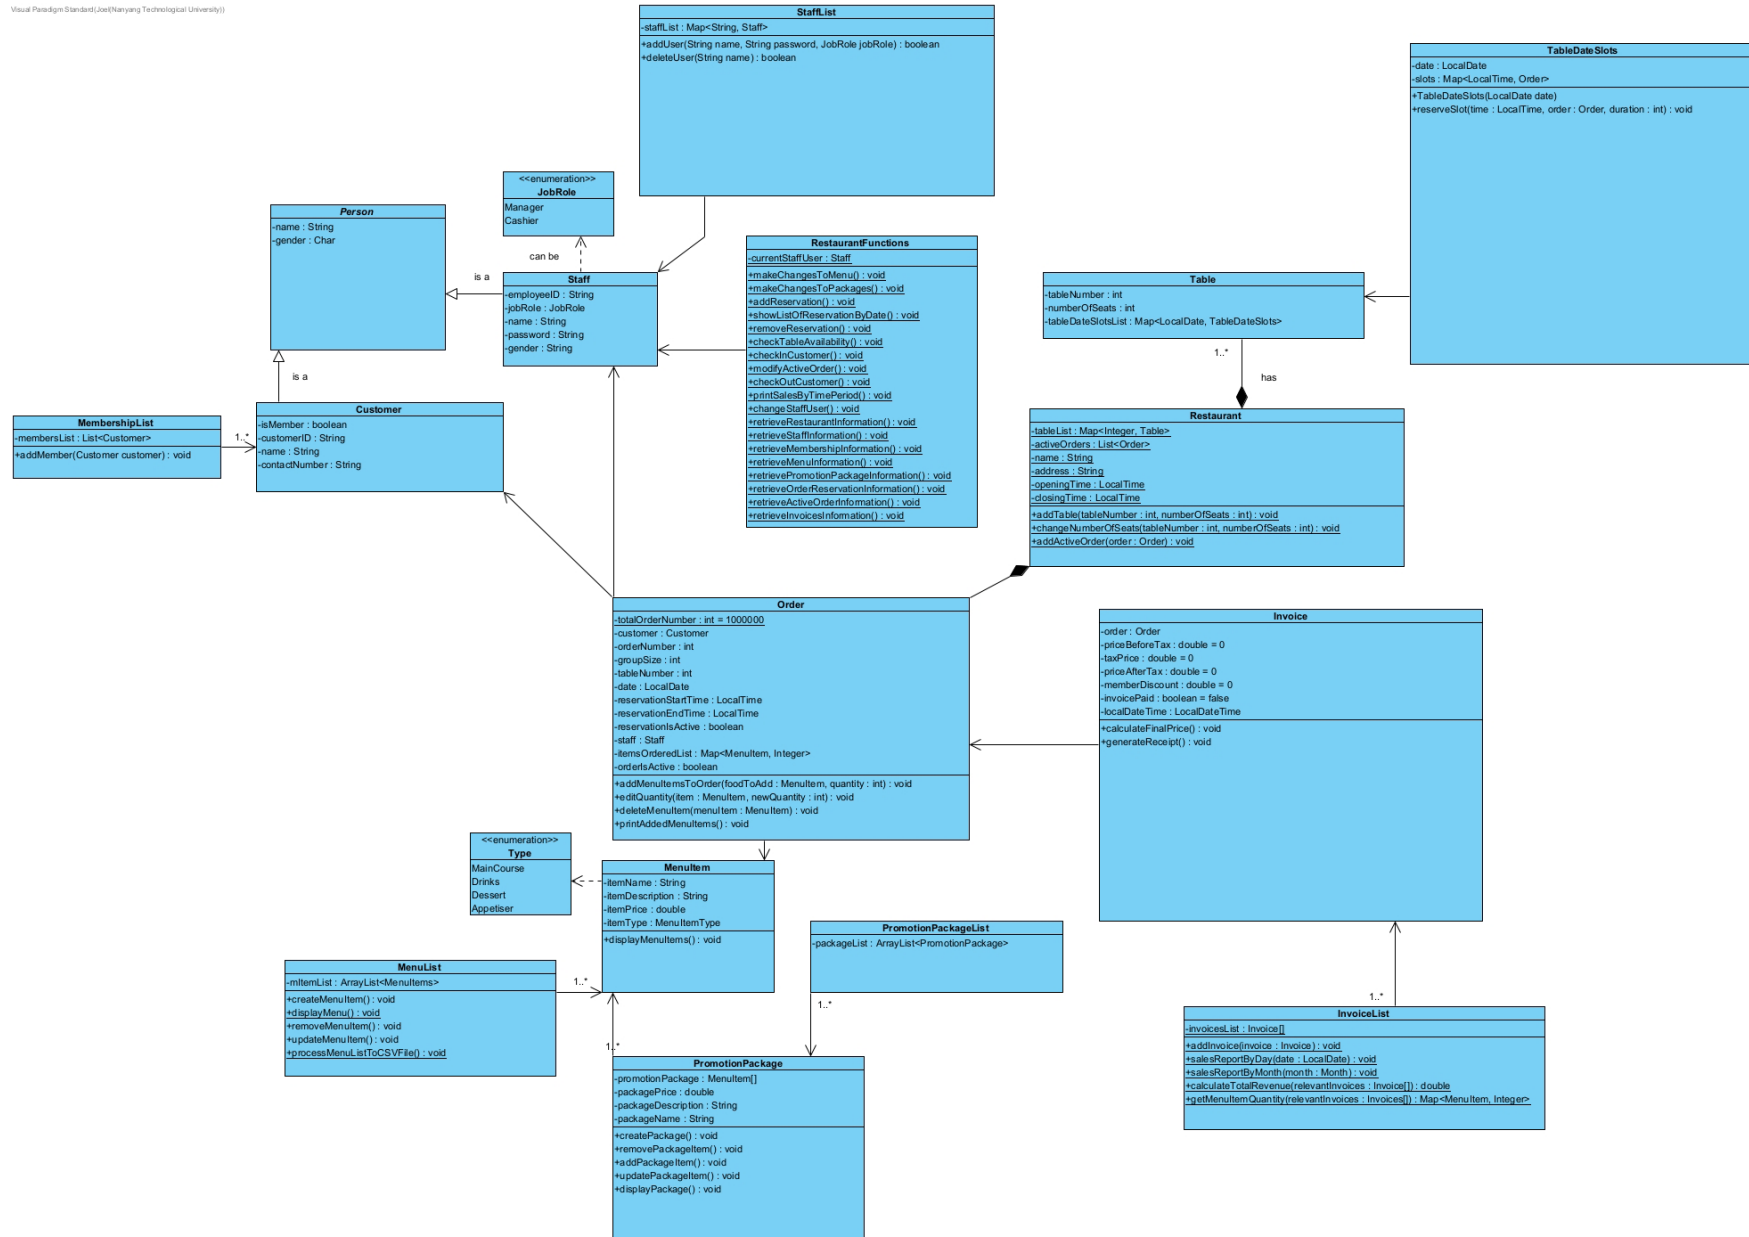 Visual Paradigm Standard(Joel(Nanyang Technological University))
StaffList
-staffList : Map<String, Staff>
+addUser(String name, String password, JobRole jobRole) : boolean
+deleteUser(String name) : boolean
TableDateSlots
-date : LocalDate
-slots : Map<LocalTime, Order>
+TableDateSlots(LocalDate date)
+reserveSlot(time : LocalTime, order : Order, duration : int) : void
<<enumeration>>
JobRole
Manager
Cashier
can be
Person
-name : String
-gender : Char
is a
is a
Staff
-employeeID : String
-jobRole : JobRole
-name : String
-password : String
-gender : String
RestaurantFunctions
-currentStaffUser : Staff
+makeChangesToMenu() : void
+makeChangesToPackages() : void
+addReservation() : void
+showListOfReservationByDate() : void
+removeReservation() : void
+checkTableAvailability() : void
+checkInCustomer() : void
+modifyActiveOrder() : void
+checkOutCustomer() : void
+printSalesByTimePeriod() : void
+changeStaffUser() : void
+retrieveRestaurantInformation() : void
+retrieveStaffInformation() : void
+retrieveMembershipInformation() : void
+retrieveMenuInformation() : void
+retrievePromotionPackageInformation() : void
+retrieveOrderReservationInformation() : void
+retrieveActiveOrderInformation() : void
+retrieveInvoicesInformation() : void
Table
-tableNumber : int
-numberOfSeats : int
-tableDateSlotsList : Map<LocalDate, TableDateSlots>
1..*
has
MembershipList
-membersList : List<Customer>
+addMember(Customer customer) : void
1..*
Customer
-isMember : boolean
-customerID : String
-name : String
-contactNumber : String
Restaurant
-tableList : Map<Integer, Table>
-activeOrders : List<Order>
-name : String
-address : String
-openingTime : LocalTime
-closingTime : LocalTime
+addTable(tableNumber : int, numberOfSeats : int) : void
+changeNumberOfSeats(tableNumber : int, numberOfSeats : int) : void
+addActiveOrder(order : Order) : void
Order
-totalOrderNumber : int = 1000000
-customer : Customer
-orderNumber : int
-groupSize : int
-tableNumber : int
-date : LocalDate
-reservationStartTime : LocalTime
-reservationEndTime : LocalTime
-reservationIsActive : boolean
-staff : Staff
-itemsOrderedList : Map<MenuItem, Integer>
-orderIsActive : boolean
+addMenuItemsToOrder(foodToAdd : MenuItem, quantity : int) : void
+editQuantity(item : MenuItem, newQuantity : int) : void
+deleteMenuItem(menuItem : MenuItem) : void
+printAddedMenuItems() : void
Invoice
-order : Order
-priceBeforeTax : double = 0
-taxPrice : double = 0
-priceAfterTax : double = 0
-memberDiscount : double = 0
-invoicePaid : boolean = false
-localDateTime : LocalDateTime
+calculateFinalPrice() : void
+generateReceipt() : void
<<enumeration>>
Type
MainCourse
Drinks
Dessert
Appetiser
MenuItem
-itemName : String
-itemDescription : String
-itemPrice : double
-itemType : MenuItemType
+displayMenuItems() : void
PromotionPackageList
-packageList : ArrayList<PromotionPackage>
1..*
MenuList
-mItemList : ArrayList<MenuItems>
+createMenuItem() : void
+displayMenu() : void
+removeMenuItem() : void
+updateMenuItem() : void
+processMenuListToCSVFile() : void
1..*
1..*
PromotionPackage
-promotionPackage : MenuItem[]
-packagePrice : double
-packageDescription : String
-packageName : String
+createPackage() : void
+removePackageItem() : void
+addPackageItem() : void
+updatePackageItem() : void
+displayPackage() : void
1..*
InvoiceList
-invoicesList : Invoice[]
+addInvoice(invoice : Invoice) : void
+salesReportByDay(date : LocalDate) : void
+salesReportByMonth(month : Month) : void
+calculateTotalRevenue(relevantInvoices : Invoice[]) : double
+getMenuItemQuantity(relevantInvoices : Invoices[]) : Map<MenuItem, Integer>